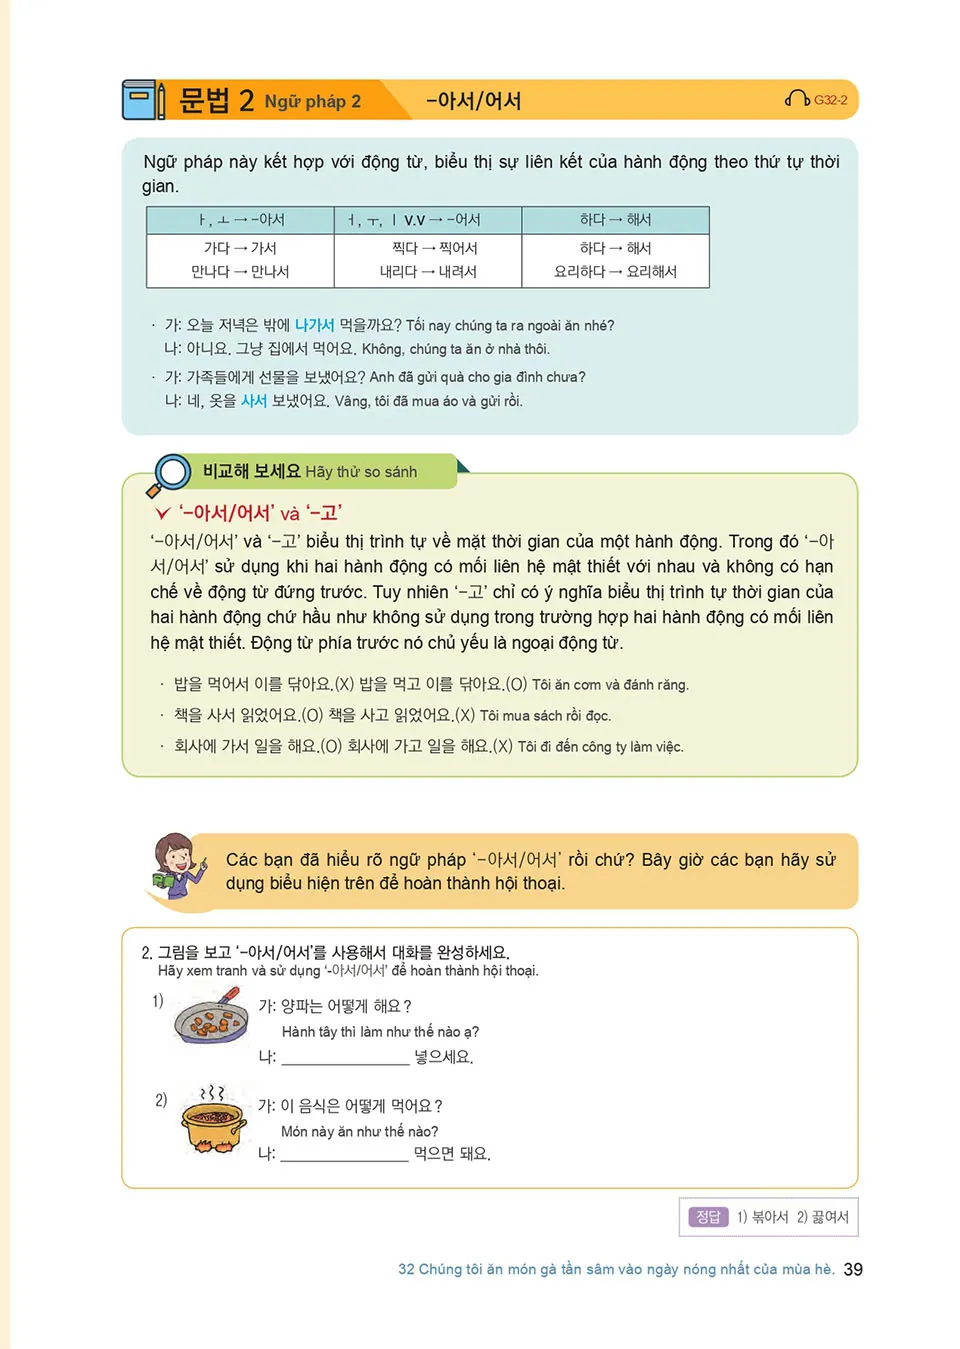 문법 2 Ngữ pháp 2 -아서/어서 G32-2
Ngữ pháp này kết hợp với động từ, biểu thị sự liên kết của hành động theo thứ tự thời
gian.
ㅏ, ㅗ → -아서 ㅓ, ㅜ, ㅣ v.v → -어서 하다 → 해서
가다 → 가서 찍다 → 찍어서 하다 → 해서
만나다 → 만나서 내리다 → 내려서 요리하다 → 요리해서
· 가: 오늘 저녁은 밖에 나가서 먹을까요? Tối nay chúng ta ra ngoài ăn nhé?
나: 아니요. 그냥 집에서 먹어요. Không, chúng ta ăn ở nhà thôi.
· 가: 가족들에게 선물을 보냈어요? Anh đã gửi quà cho gia đình chưa?
나: 네, 옷을 사서 보냈어요. Vâng, tôi đã mua áo và gửi rồi.
비교해 보세요 Hãy thử so sánh
'-아서/어서' và '-고'
'-아서/어서' và '-고' biểu thị trình tự về mặt thời gian của một hành động. Trong đó '-아
서/어서' sử dụng khi hai hành động có mối liên hệ mật thiết với nhau và không có hạn
chế về động từ đứng trước. Tuy nhiên '-고' chỉ có ý nghĩa biểu thị trình tự thời gian của
hai hành động chứ hầu như không sử dụng trong trường hợp hai hành động có mối liên
hệ mật thiết. Động từ phía trước nó chủ yếu là ngoại động từ.
· 밥을 먹어서 이를 닦아요.(X) 밥을 먹고 이를 닦아요.(O) Tôi ăn cơm và đánh răng.
· 책을 사서 읽었어요.(O) 책을 사고 읽었어요.(X) Tôi mua sách rồi đọc.
· 회사에 가서 일을 해요.(O) 회사에 가고 일을 해요.(X) Tôi đi đến công ty làm việc.
Các bạn đã hiểu rõ ngữ pháp '-아서/어서' rồi chứ? Bây giờ các bạn hãy sử
dụng biểu hiện trên để hoàn thành hội thoại.
2. 그림을 보고 '-아서/어서'를 사용해서 대화를 완성하세요.
Hãy xem tranh và sử dụng '-아서/어서' để hoàn thành hội thoại.
1) 가: 양파는 어떻게 해요?
Hành tây thì làm như thế nào ạ?
나: _______________ 넣으세요.
2) 가: 이 음식은 어떻게 먹어요?
Món này ăn như thế nào?
나: _______________ 먹으면 돼요.
정답 1) 볶아서 2) 끓여서
32 Chúng tôi ăn món gà tần sâm vào ngày nóng nhất của mùa hè. 39